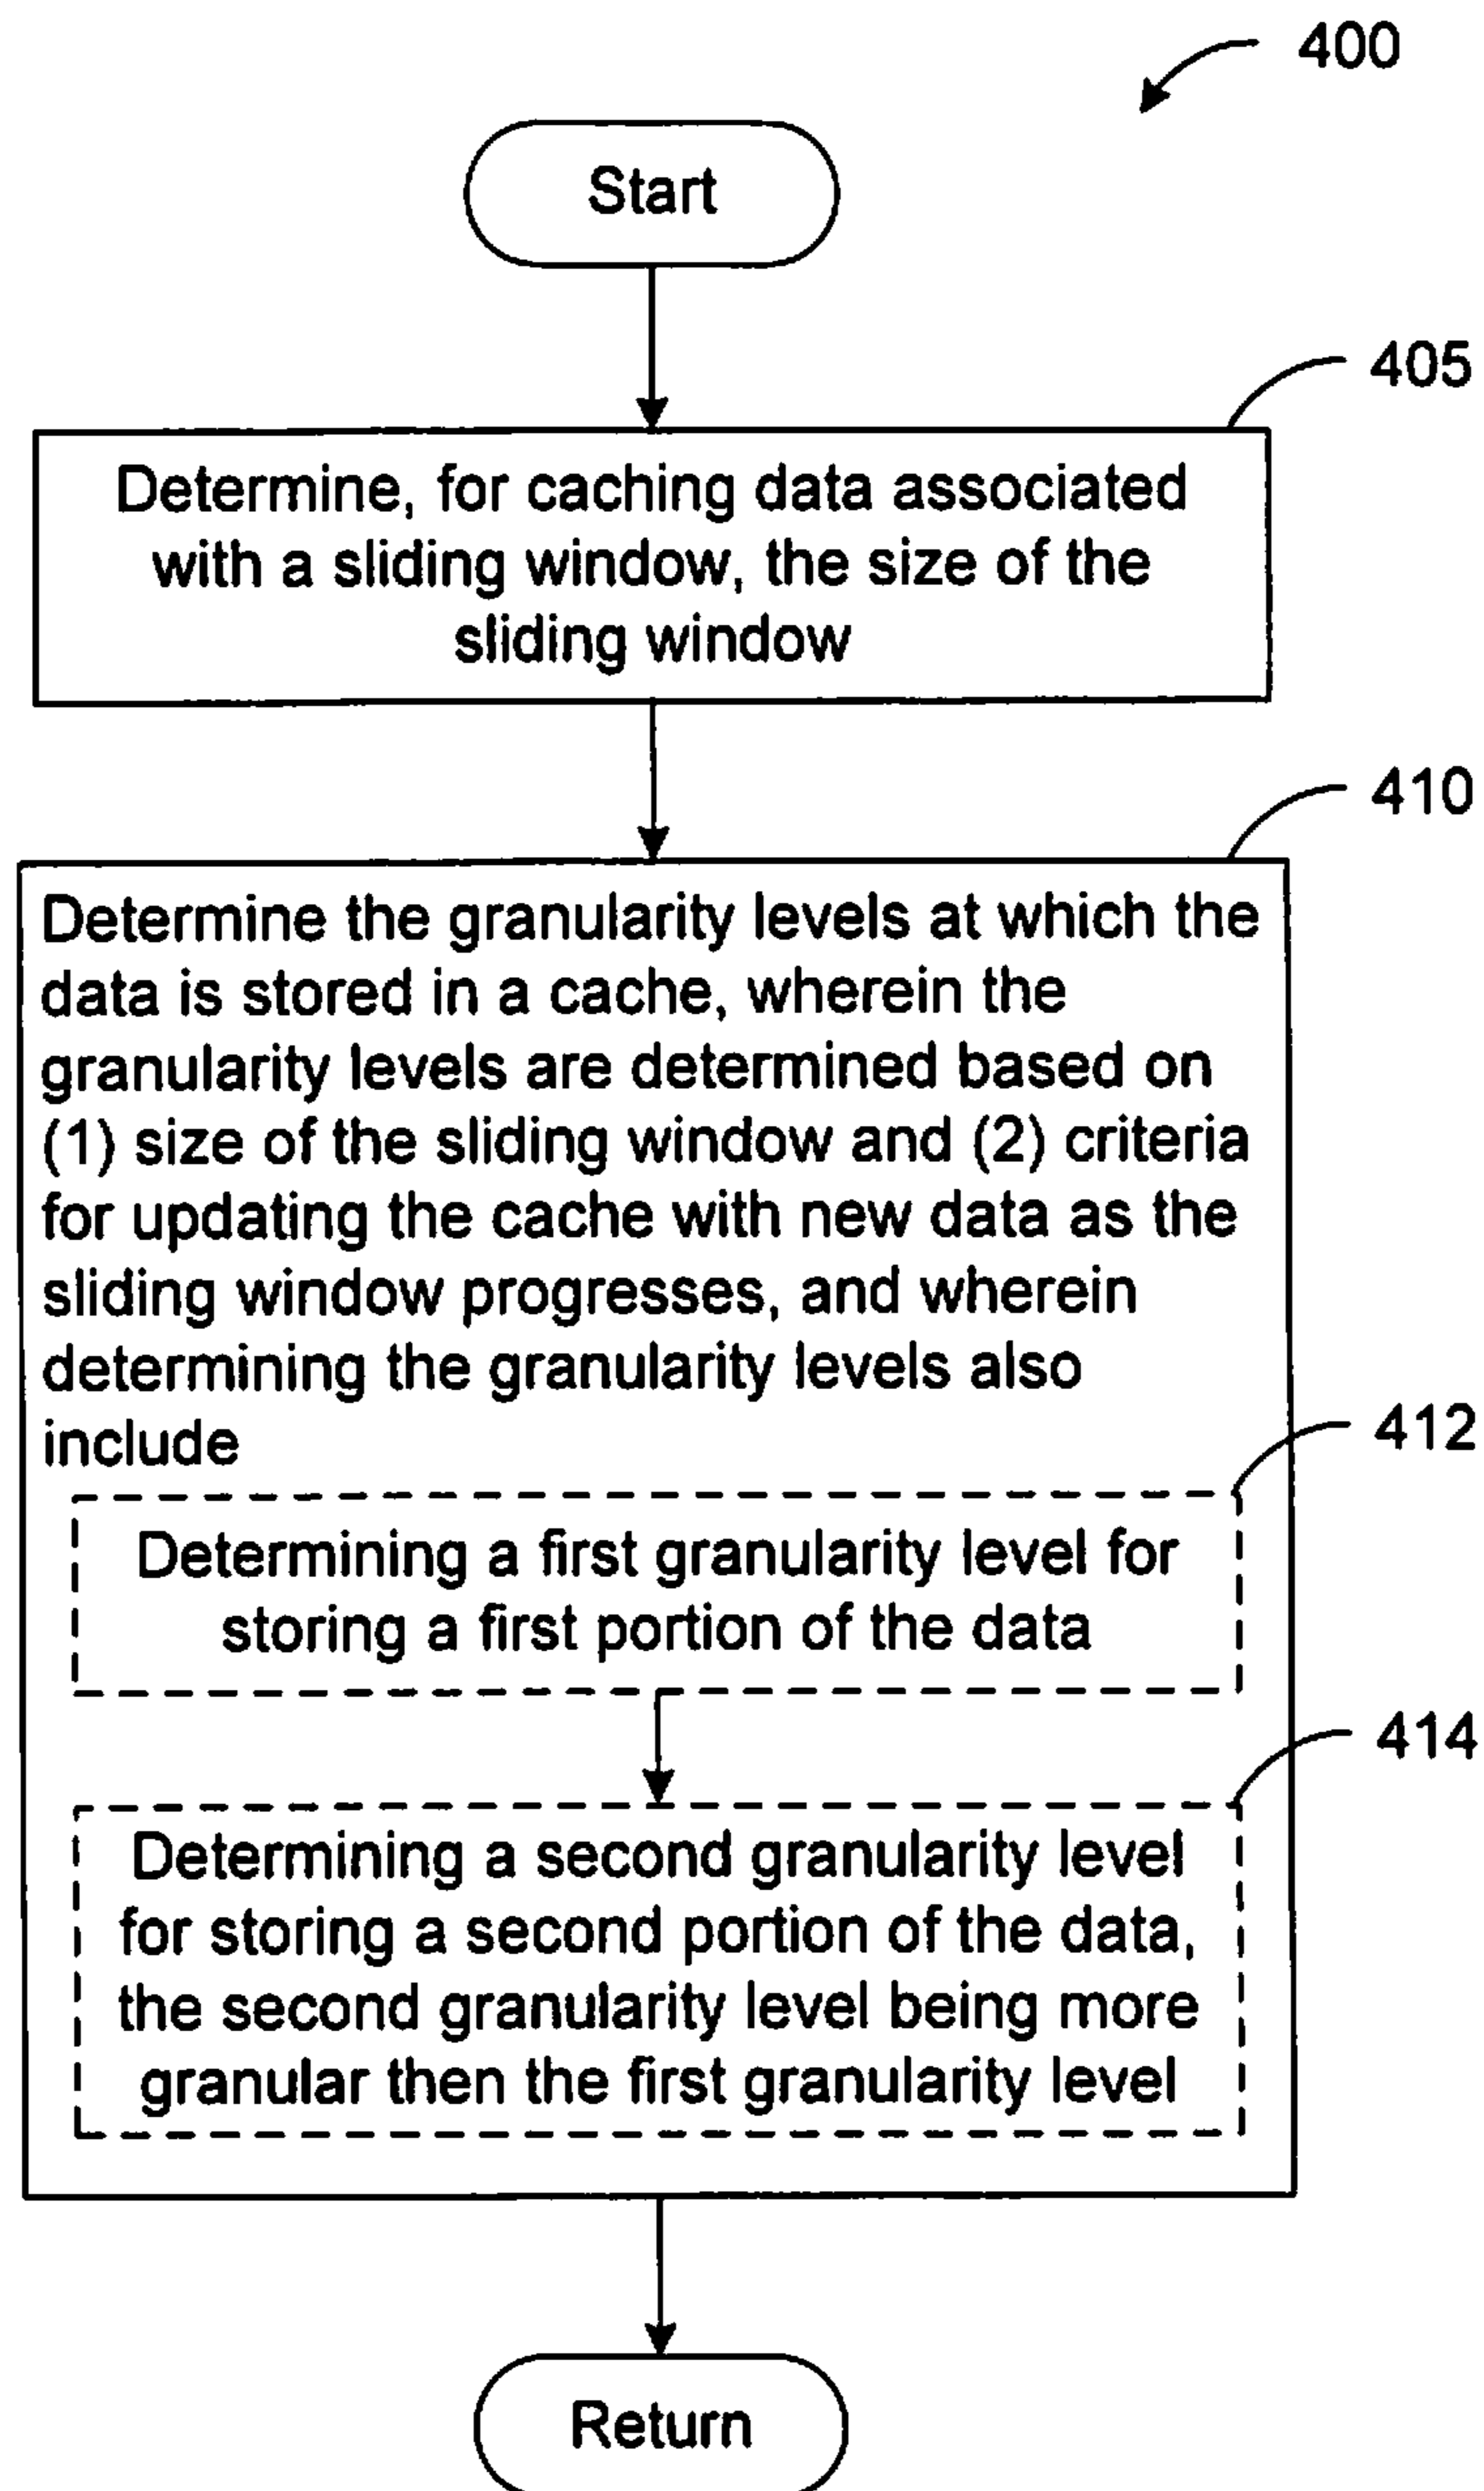 400
Start
405
Determine, for caching data associated
with a sliding window, the size of the
sliding window
410
Determine the granularity levels at which the
data is stored in a cache, wherein the
granularity levels are determined based on
(1) size of the sliding window and (2) criteria
for updating the cache with new data as the
sliding window progresses, and wherein
determining the granularity levels also
include
412
Determining a first granularity level for
storing a first portion of the data
414
Determining a second granularity level
for storing a second portion of the data,
the second granularity level being more
granular then the first granularity level
Return